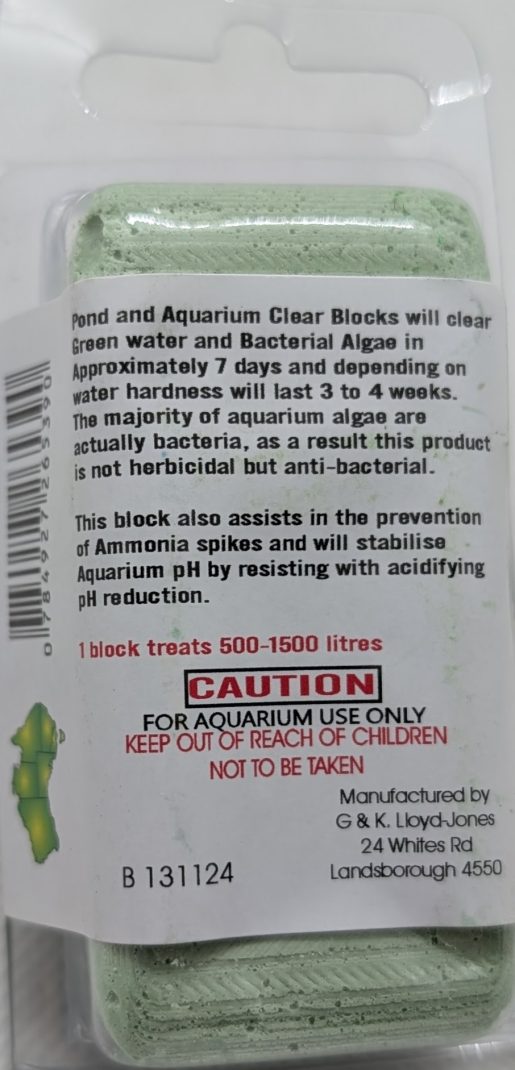 Pond and Aquarium Clear Blocks will clear
Green water and Bacterial Algae in
Approximately 7 days and depending on
water hardness will last 3 to 4 weeks.
The majority of aquarium algae are
actually bacteria, as a result this product
is not herbicidal but anti-bacterial.
This block also assists in the prevention
of Ammonia spikes and will stabilise
Aquarium pH by resisting with acidifying
pH reduction.
1 block treats 500-1500 litres
CAUTION
FOR AQUARIUM USE ONLY
KEEP OUT OF REACH OF CHILDREN
NOT TO BE TAKEN
Manufactured by
G & K. Lloyd-Jones
24 Whites Rd
Landsborough 4550
B 131124